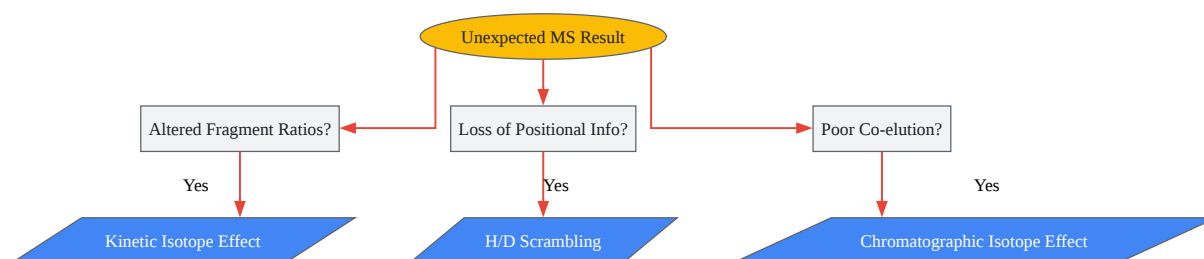 Unexpected MS Result
Altered Fragment Ratios?
Loss of Positional Info?
Poor Co-elution?
Yes
Yes
Yes
Kinetic Isotope Effect
H/D Scrambling
Chromatographic Isotope Effect